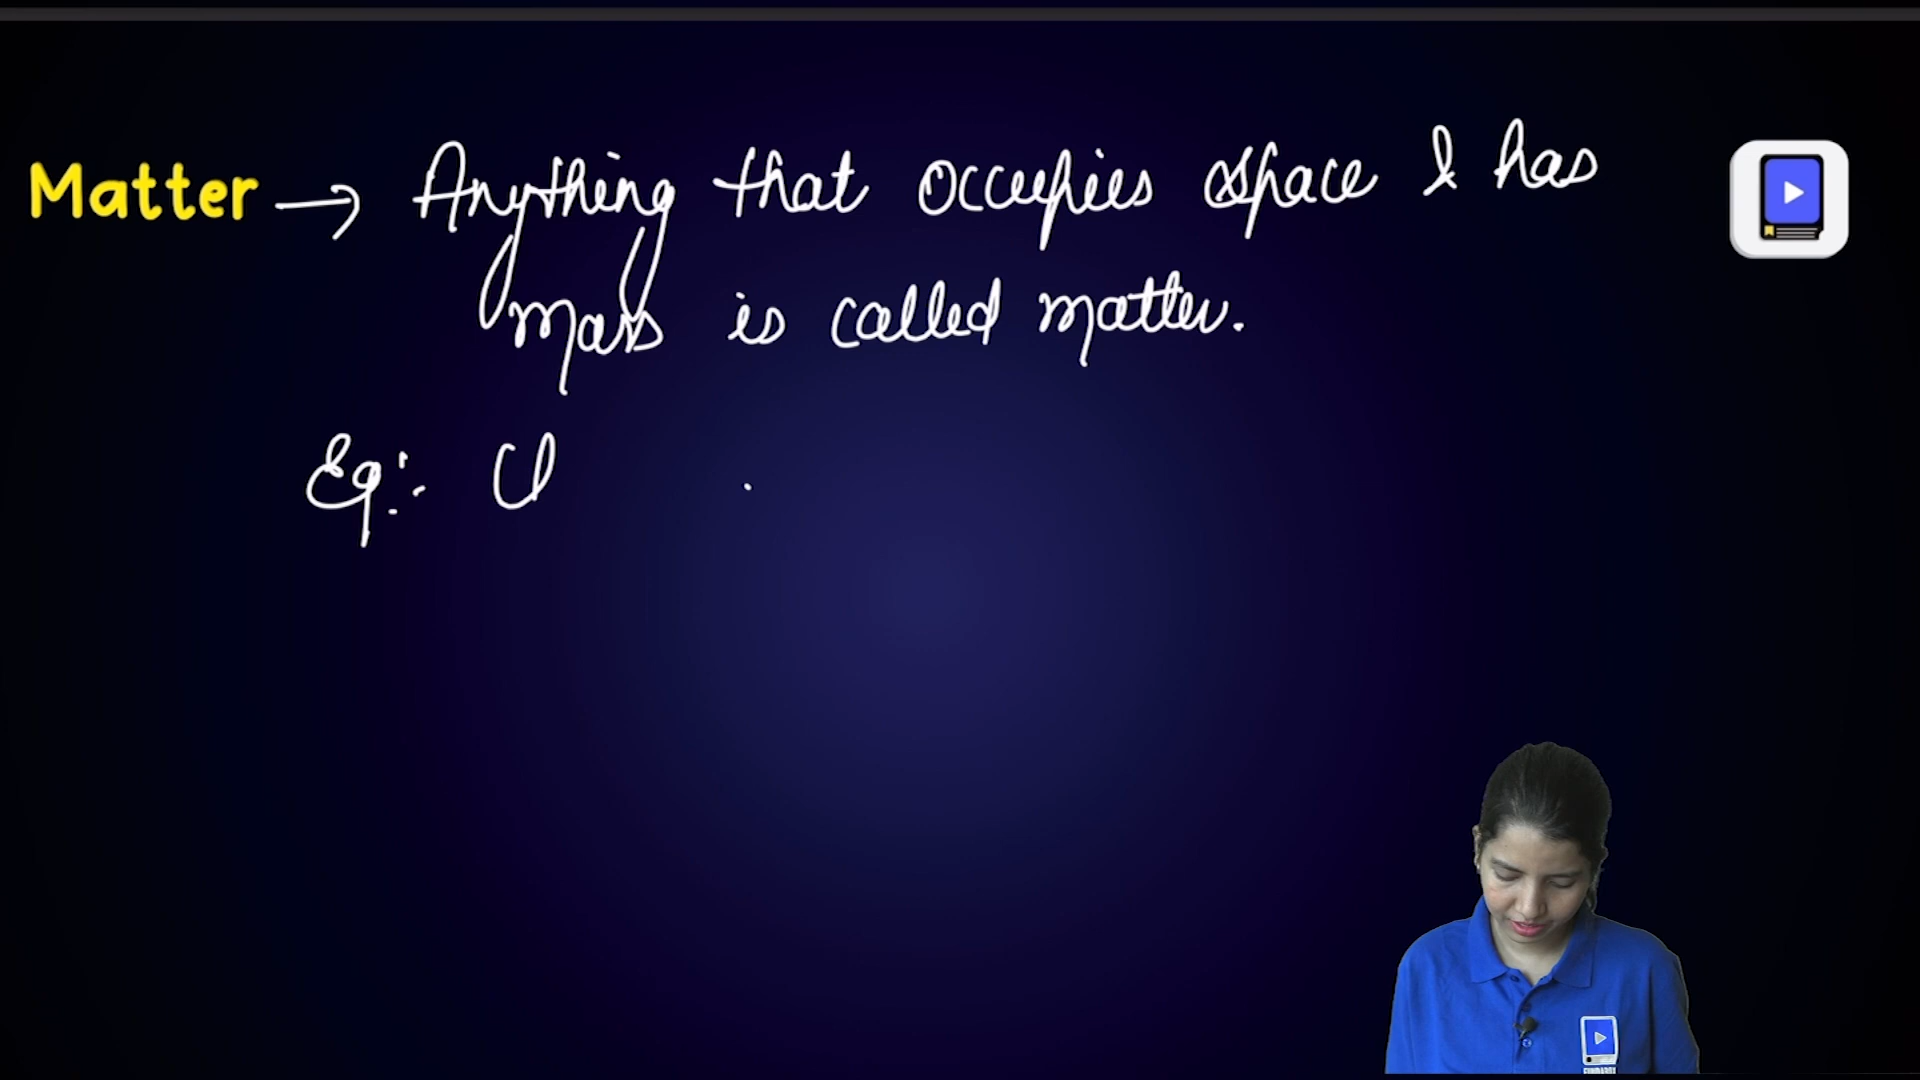 Matter → Anything that occupies space & has
mass is called matter.
Eg:-